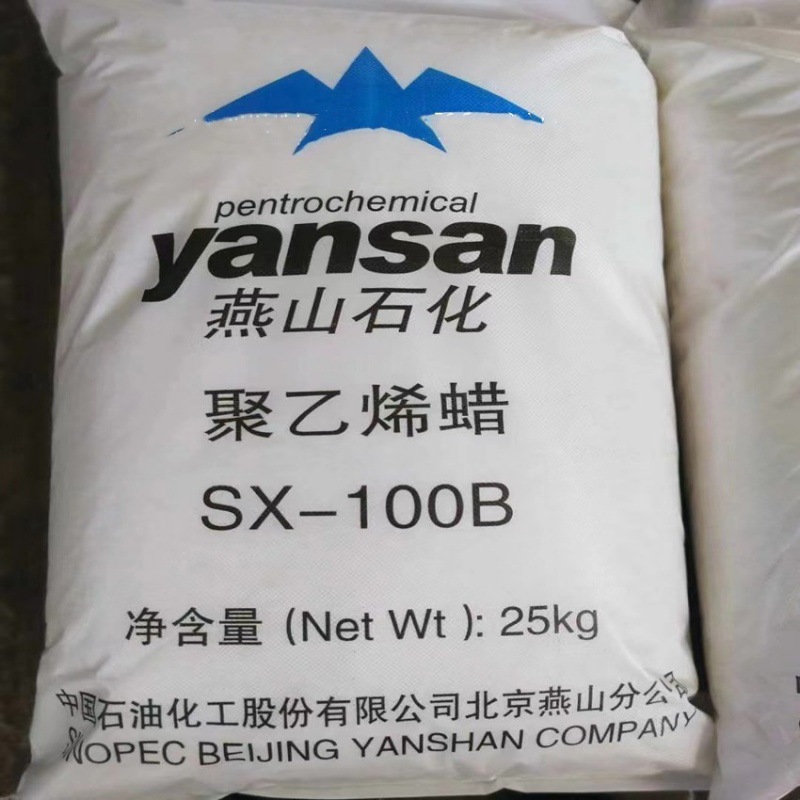 pentrochemical
yansan
燕山石化
聚乙烯蜡
SX-100B
净含量 (Net Wt ): 25kg
中国石油化工股份有限公司北京燕山分公司
SINOPEC BEIJING YANSHAN COMPANY